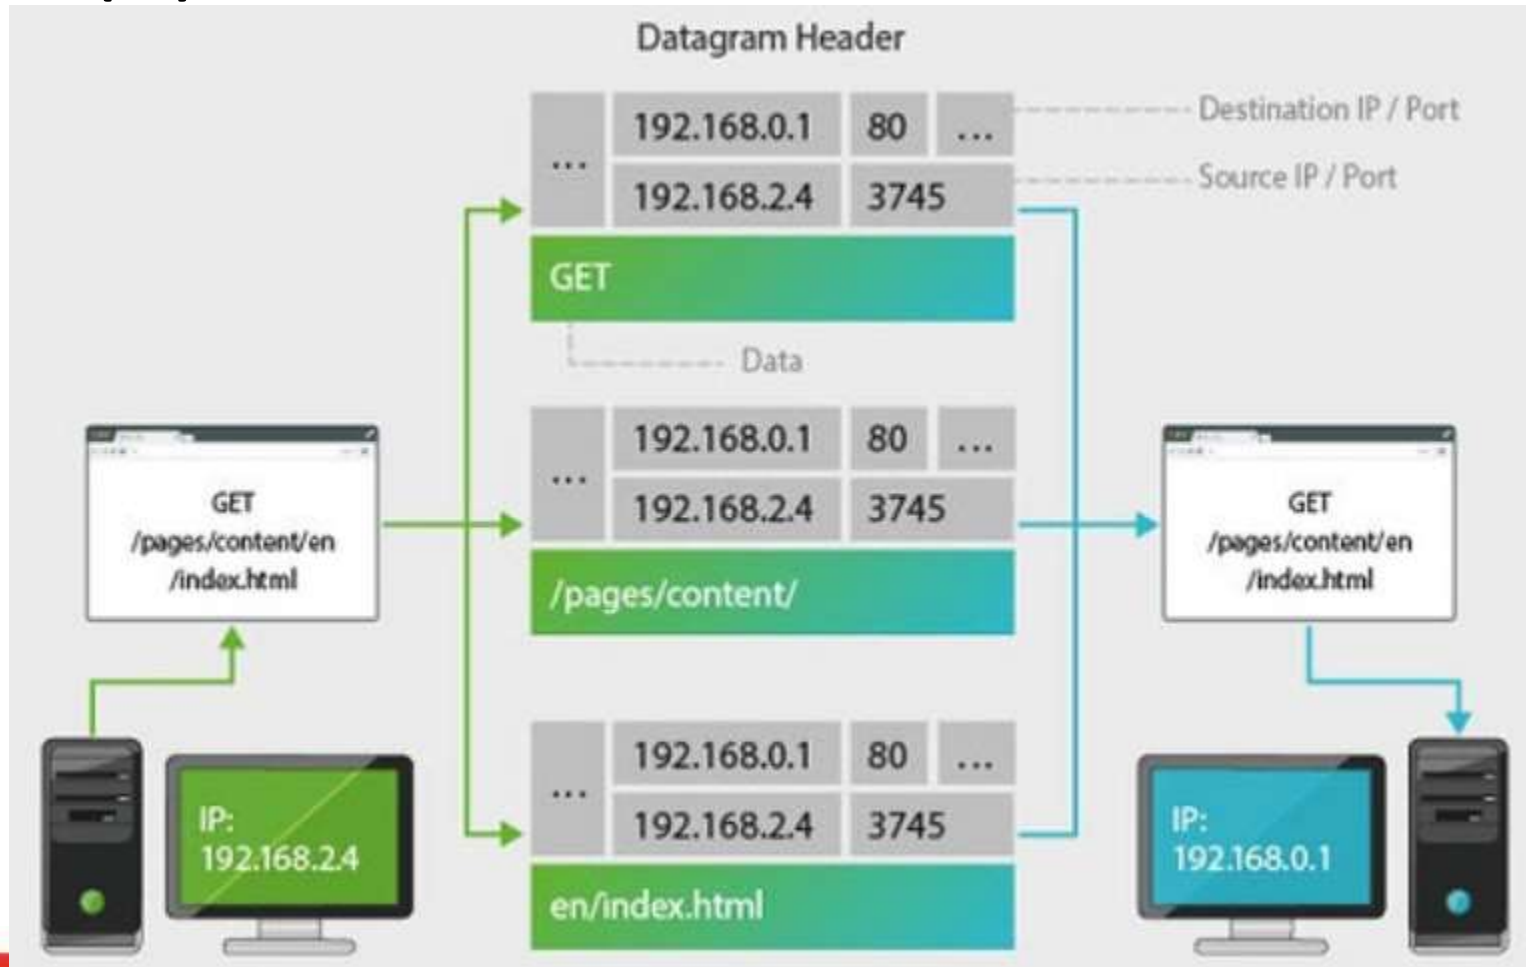 Datagram Header
... 192.168.0.1 80 ...
192.168.2.4 3745
Destination IP / Port
Source IP / Port
GET
Data
... 192.168.0.1 80 ...
192.168.2.4 3745
/pages/content/
... 192.168.0.1 80 ...
192.168.2.4 3745
en/index.html
GET
/pages/content/en
/index.html
IP:
192.168.2.4
GET
/pages/content/en
/index.html
IP:
192.168.0.1